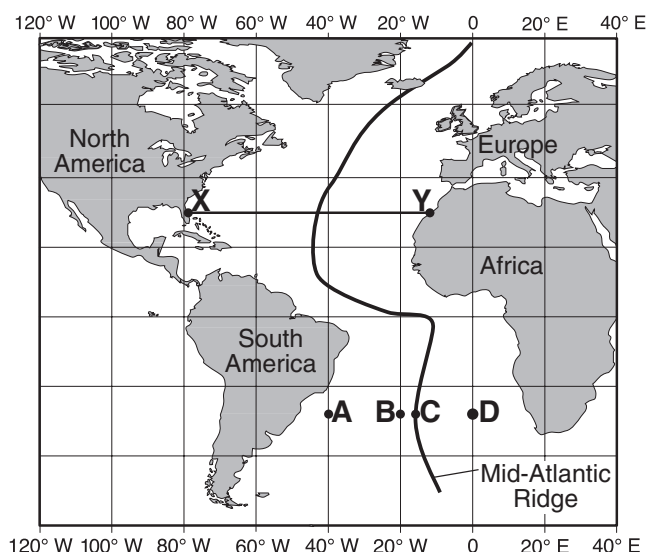 120° W 100° W 80° W 60° W 40° W 20° W 0 20° E 40° E
North
America
Europe
X
Y
Africa
South
America
A
B
C
D
Mid-Atlantic
Ridge
120° W 100° W 80° W 60° W 40° W 20° W 0 20° E 40° E